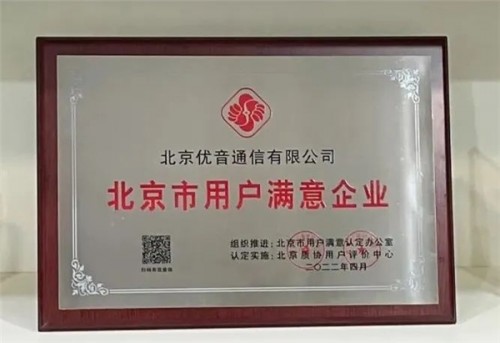 北京优音通信有限公司
北京市用户满意企业
组织推进：北京市用户满意认定办公室
认定实施：北京质协用户评价中心
二〇二二年四月